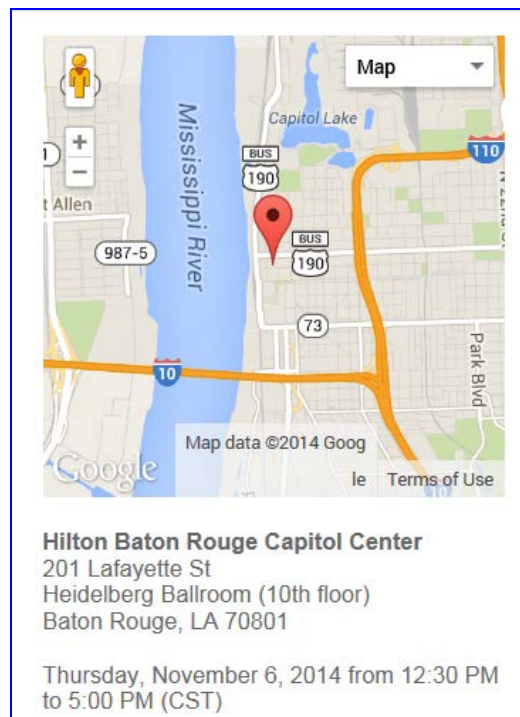 Map
Capitol Lake
110
BUS
190
Mississippi River
t Allen
BUS
190
987-5
73
Park Blvd
10
Map data ©2014 Goog
Google
le Terms of Use
10
Hilton Baton Rouge Capitol Center
201 Lafayette St
Heidelberg Ballroom (10th floor)
Baton Rouge, LA 70801
Thursday, November 6, 2014 from 12:30 PM
to 5:00 PM (CST)